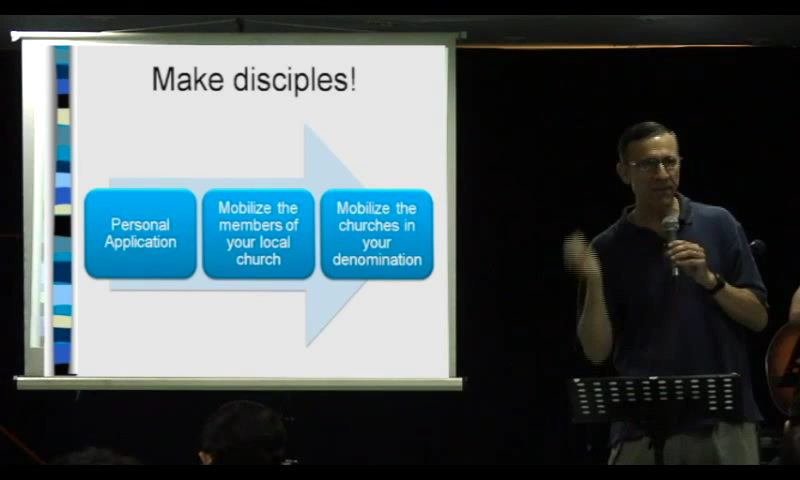 Make disciples!
Personal
Application
Mobilize the
members of
your local
church
Mobilize the
churches in
your
denomination